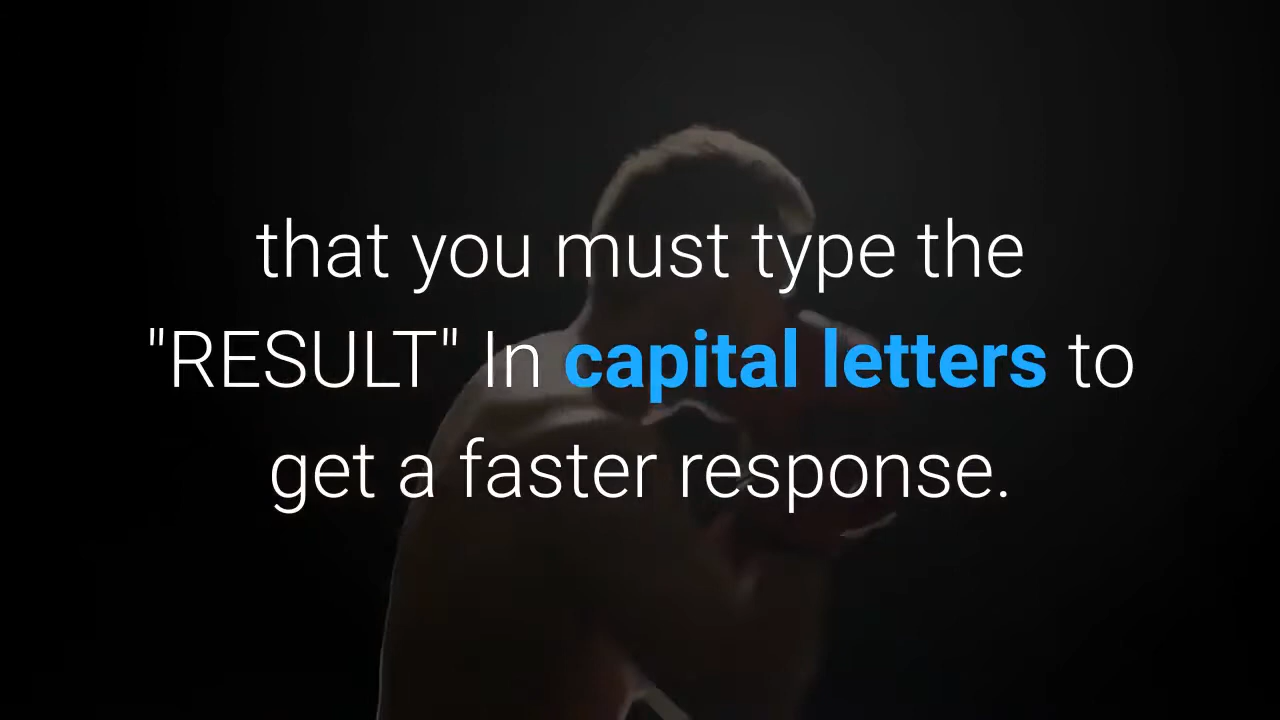 that you must type the
"RESULT" In capital letters to
get a faster response.